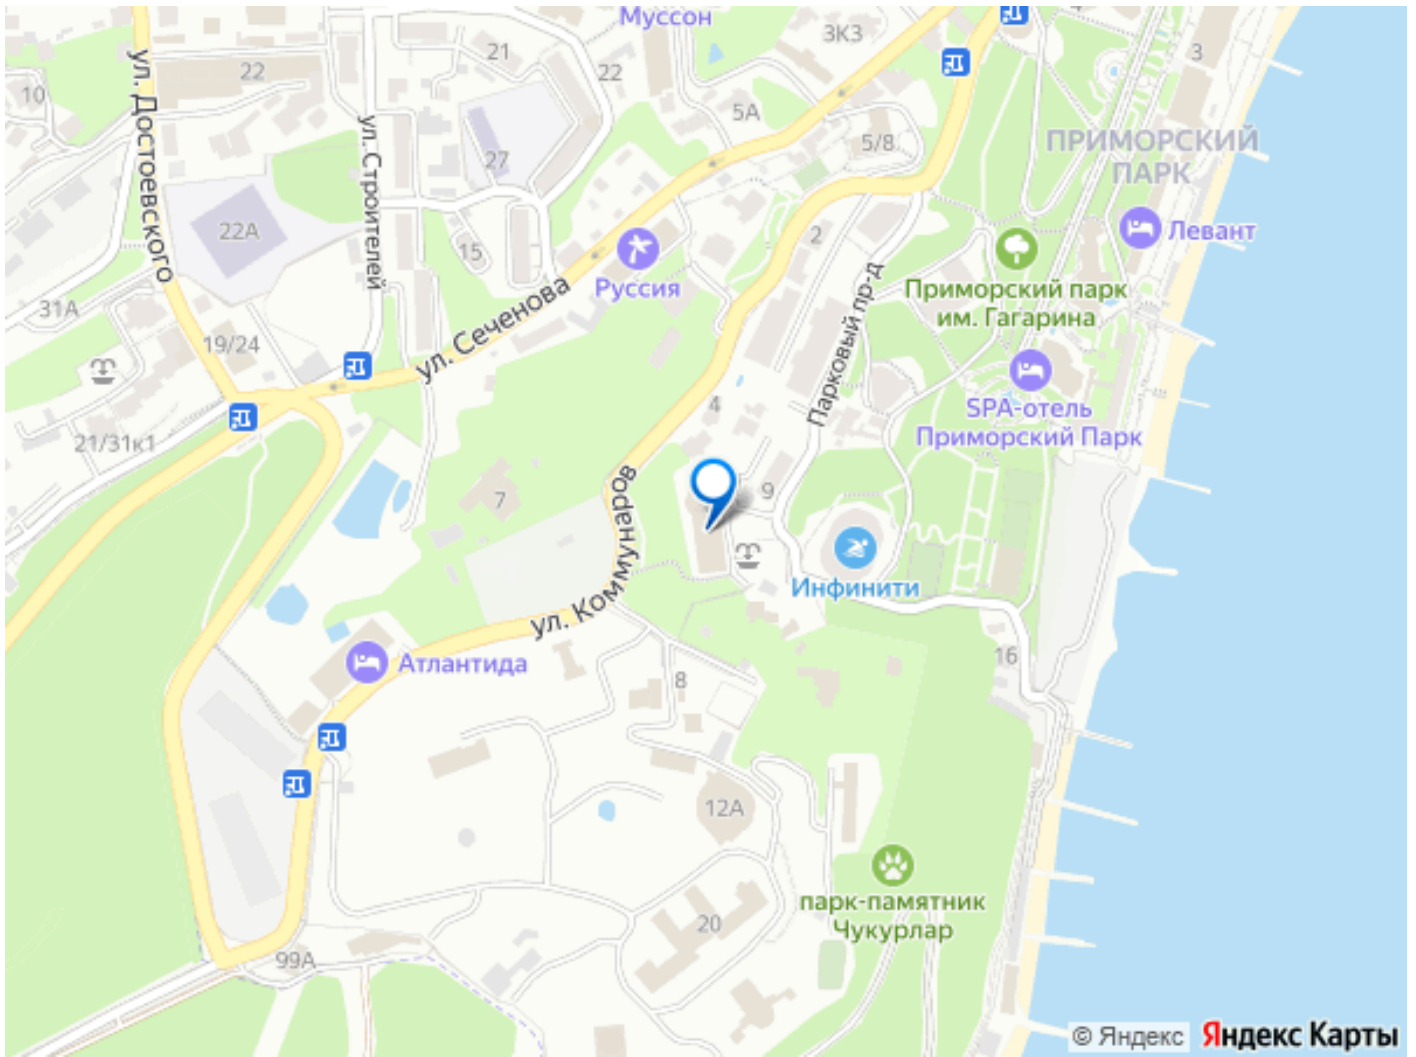 Муссон
3К3
3
21
22
22
10
5А
ул. Достоевского
ул. Строителей
27
5/8
ПРИМОРСКИЙ
ПАРК
22А
15
2
Левант
Руссия
Приморский парк
им. Гагарина
31А
19/24
ул. Сеченова
Парковый пр-д
4
SPA-отель
Приморский Парк
21/31к1
7
9
ул. Коммунаров
Инфинити
16
Атлантида
8
12А
парк-памятник
Чукурлар
20
99А
© Яндекс Яндекс Карты